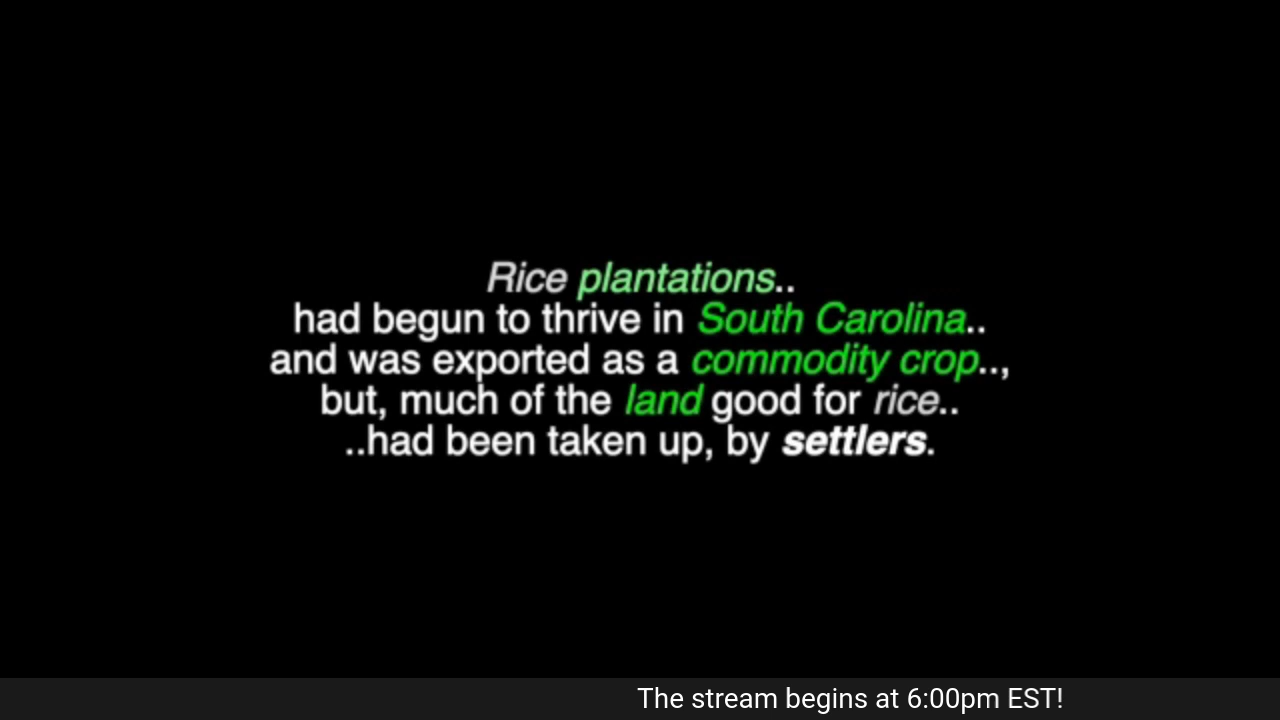 Rice plantations..
had begun to thrive in South Carolina..
and was exported as a commodity crop..,
but, much of the land good for rice..
..had been taken up, by settlers.
The stream begins at 6:00pm EST!